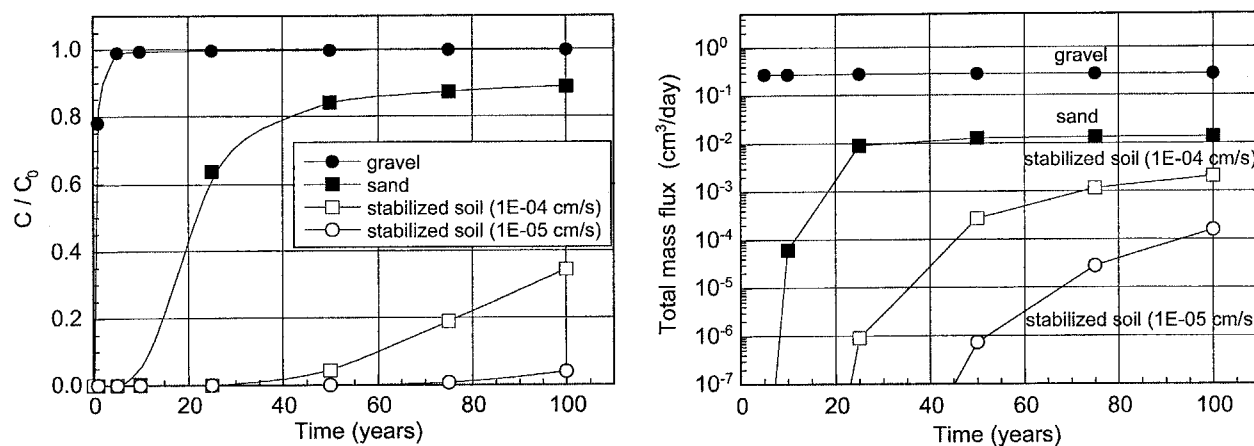 C / C₀
1.0
0.8
0.6
0.4
0.2
0.0
0
20
40
60
80
100
Time (years)
gravel
sand
stabilized soil (1E-04 cm/s)
stabilized soil (1E-05 cm/s)
Total mass flux (cm³/day)
10⁰
10⁻¹
10⁻²
10⁻³
10⁻⁴
10⁻⁵
10⁻⁶
10⁻⁷
0
20
40
60
80
100
Time (years)
gravel
sand
stabilized soil (1E-04 cm/s)
stabilized soil (1E-05 cm/s)